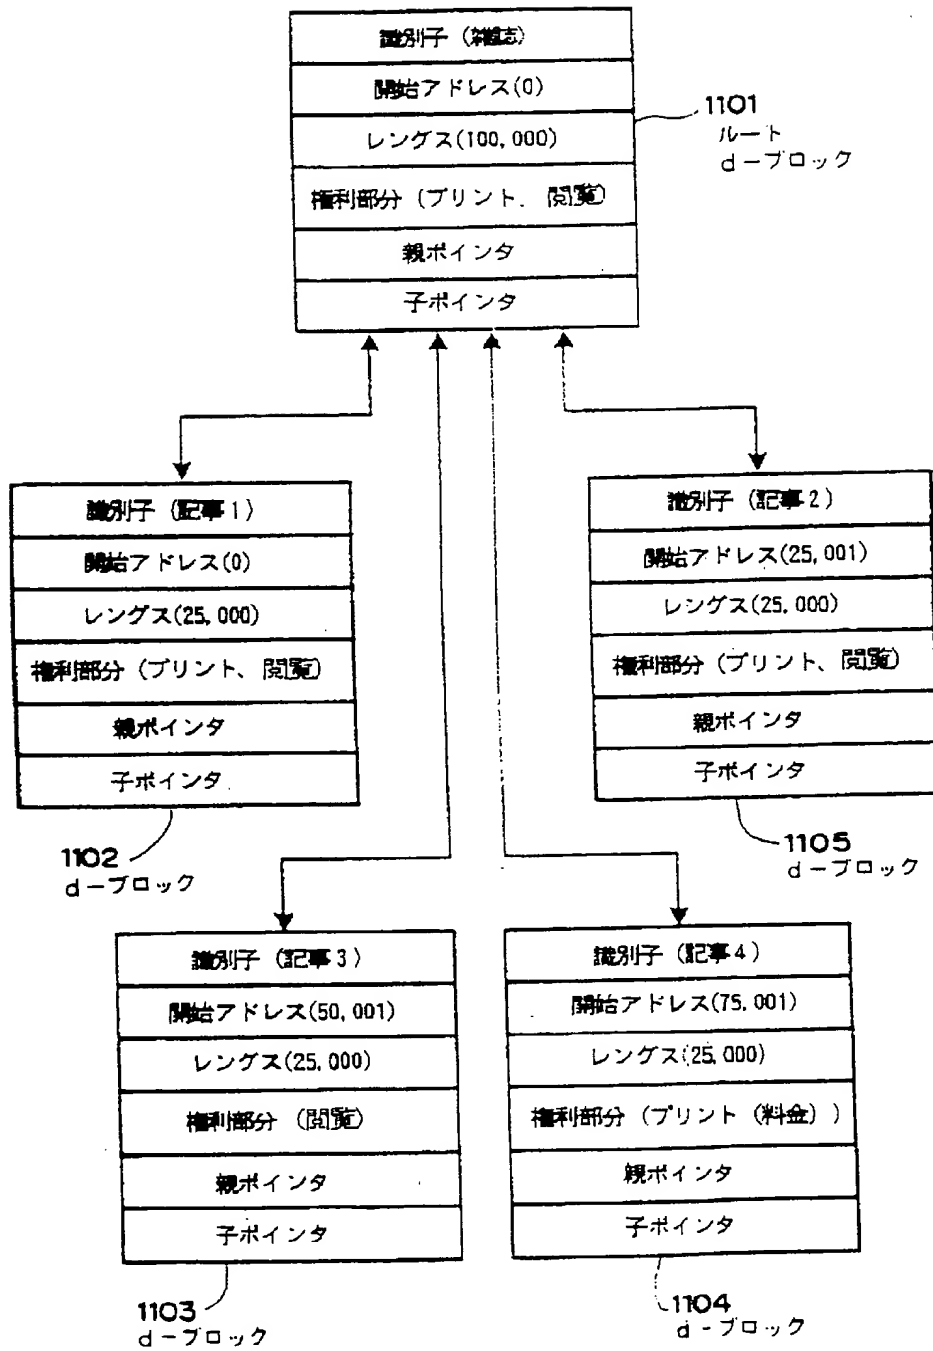 識別子 (雑誌)
開始アドレス(0)
レングス(100,000)
権利部分 (プリント、閲覧)
親ポインタ
子ポインタ
1101
ルート
d-ブロック
識別子 (記事1)
開始アドレス(0)
レングス(25,000)
権利部分 (プリント、閲覧)
親ポインタ
子ポインタ
1102
d-ブロック
識別子 (記事2)
開始アドレス(25,001)
レングス(25,000)
権利部分 (プリント、閲覧)
親ポインタ
子ポインタ
1105
d-ブロック
識別子 (記事3)
開始アドレス(50,001)
レングス(25,000)
権利部分 (閲覧)
親ポインタ
子ポインタ
1103
d-ブロック
識別子 (記事4)
開始アドレス(75,001)
レングス(25,000)
権利部分 (プリント (料金) )
親ポインタ
子ポインタ
1104
d-ブロック